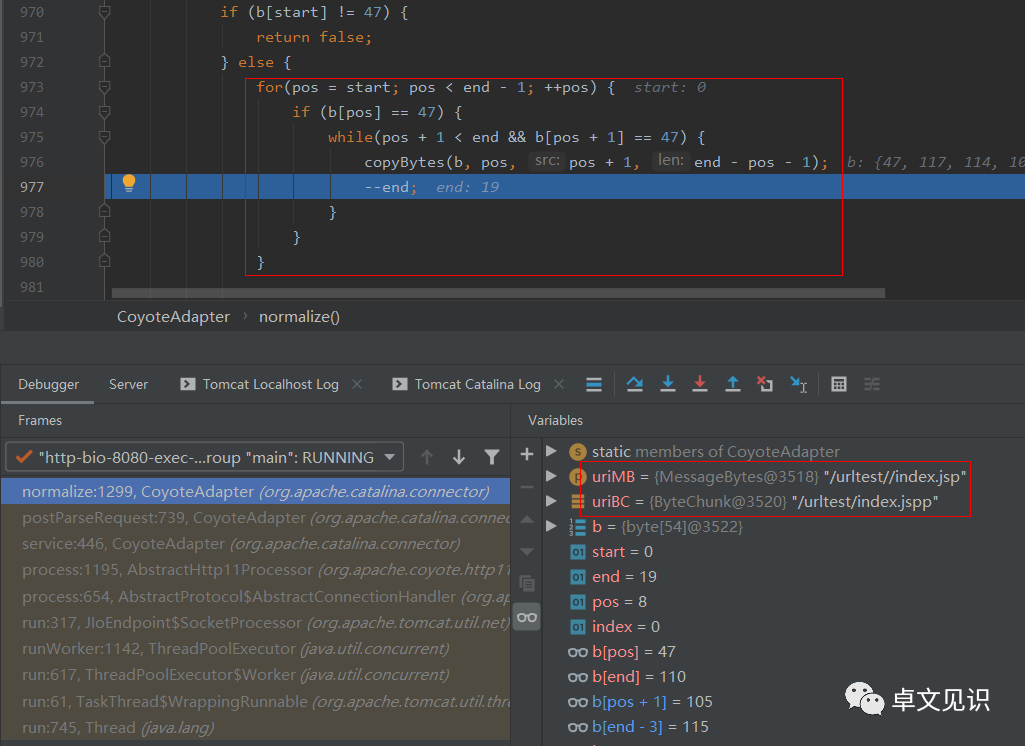 970 if (b[start] != 47) {
971 return false;
972 } else {
973 for(pos = start; pos < end - 1; ++pos) { start: 0
974 if (b[pos] == 47) {
975 while(pos + 1 < end && b[pos + 1] == 47) {
976 copyBytes(b, pos, src: pos + 1, len: end - pos - 1); b: {47, 117, 114, 10
977 --end; end: 19
978 }
979 }
980 }
981
CoyoteAdapter › normalize()
Debugger Server Tomcat Localhost Log × Tomcat Catalina Log ×
Frames
Variables
"http-bio-8080-exec-...roup "main": RUNNING
normalize:1299, CoyoteAdapter (org.apache.catalina.connector)
postParseRequest:739, CoyoteAdapter (org.apache.catalina.connec
service:446, CoyoteAdapter (org.apache.catalina.connector)
process:1195, AbstractHttp11Processor (org.apache.coyote.http11
process:654, AbstractProtocol$AbstractConnectionHandler (org.ap
run:317, JIoEndpoint$SocketProcessor (org.apache.tomcat.util.net)
runWorker:1142, ThreadPoolExecutor (java.util.concurrent)
run:617, ThreadPoolExecutor$Worker (java.util.concurrent)
run:61, TaskThread$WrappingRunnable (org.apache.tomcat.util.thre
run:745, Thread (java.lang)
static members of CoyoteAdapter
uriMB = {MessageBytes@3518} "/urltest//index.jsp"
uriBC = {ByteChunk@3520} "/urltest/index.jspp"
b = {byte[54]@3522}
start = 0
end = 19
pos = 8
index = 0
b[pos] = 47
b[end] = 110
b[pos + 1] = 105
b[end - 3] = 115
卓文见识